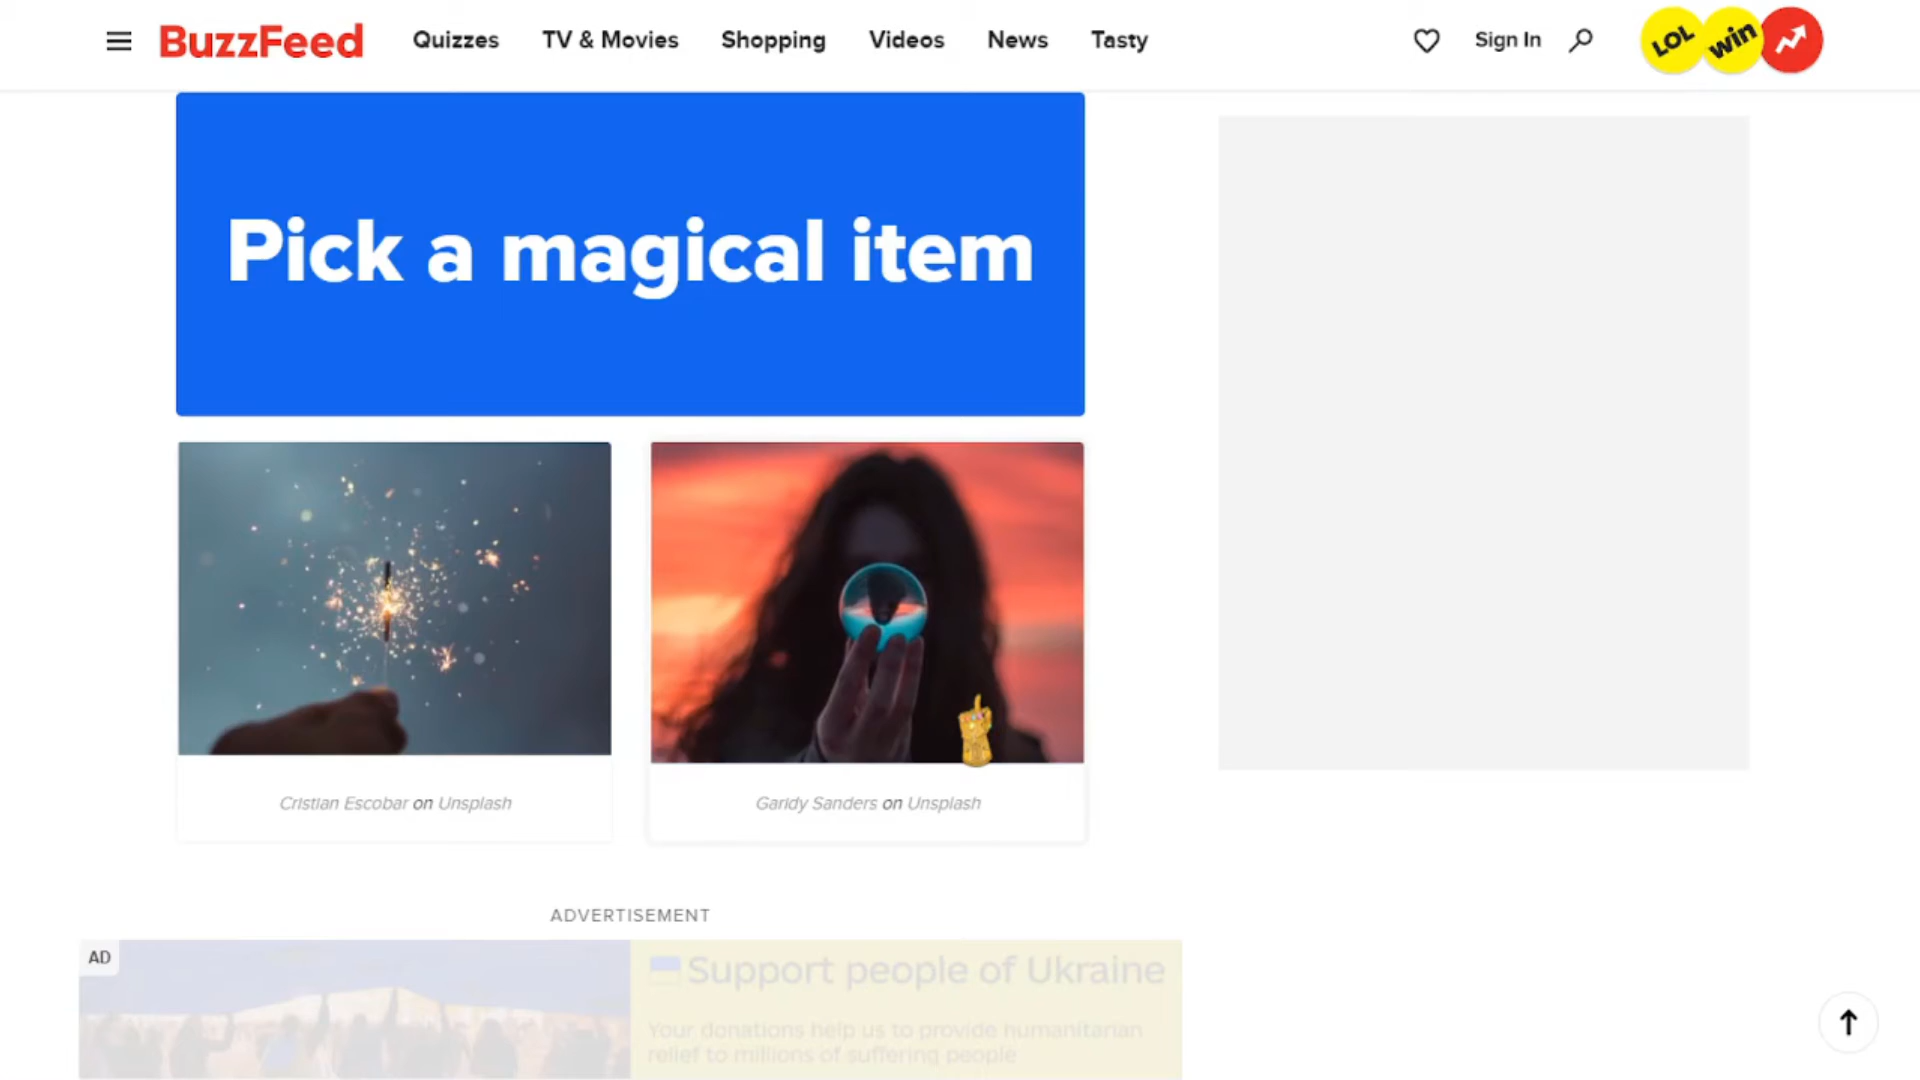 BuzzFeed Quizzes TV & Movies Shopping Videos News Tasty Sign In LOL win
Pick a magical item
Cristian Escobar on Unsplash
Garidy Sanders on Unsplash
ADVERTISEMENT
AD
Support people of Ukraine
Your donations help us to provide humanitarian
relief to millions of suffering people